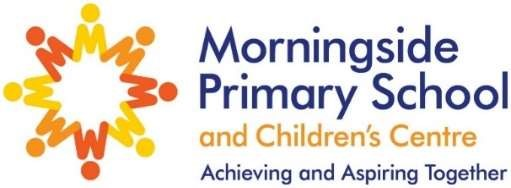 Morningside
Primary School
and Children's Centre
Achieving and Aspiring Together